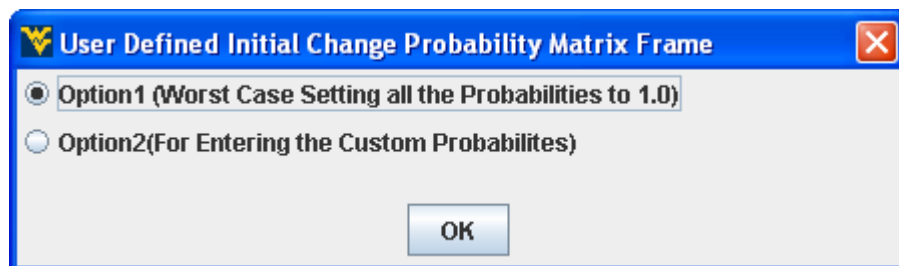 User Defined Initial Change Probability Matrix Frame
Option1 (Worst Case Setting all the Probabilities to 1.0)
Option2(For Entering the Custom Probabilites)
OK